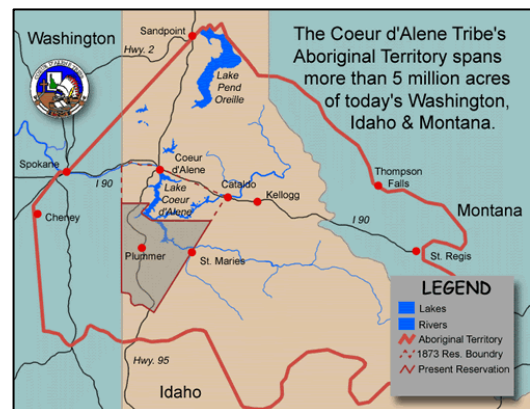 Washington
Sandpoint
Hwy. 2
The Coeur d'Alene Tribe's
Aboriginal Territory spans
more than 5 million acres
of today's Washington,
Idaho & Montana.
Lake
Pend
Oreille
Spokane
I 90
Coeur
d'Alene
Cataldo
Kellogg
Thompson
Falls
Cheney
Lake
Coeur
d'Alene
I 90
Montana
St. Regis
Plummer
St. Maries
Hwy. 95
Idaho
LEGEND
Lakes
Rivers
Aboriginal Territory
1873 Res. Boundry
Present Reservation